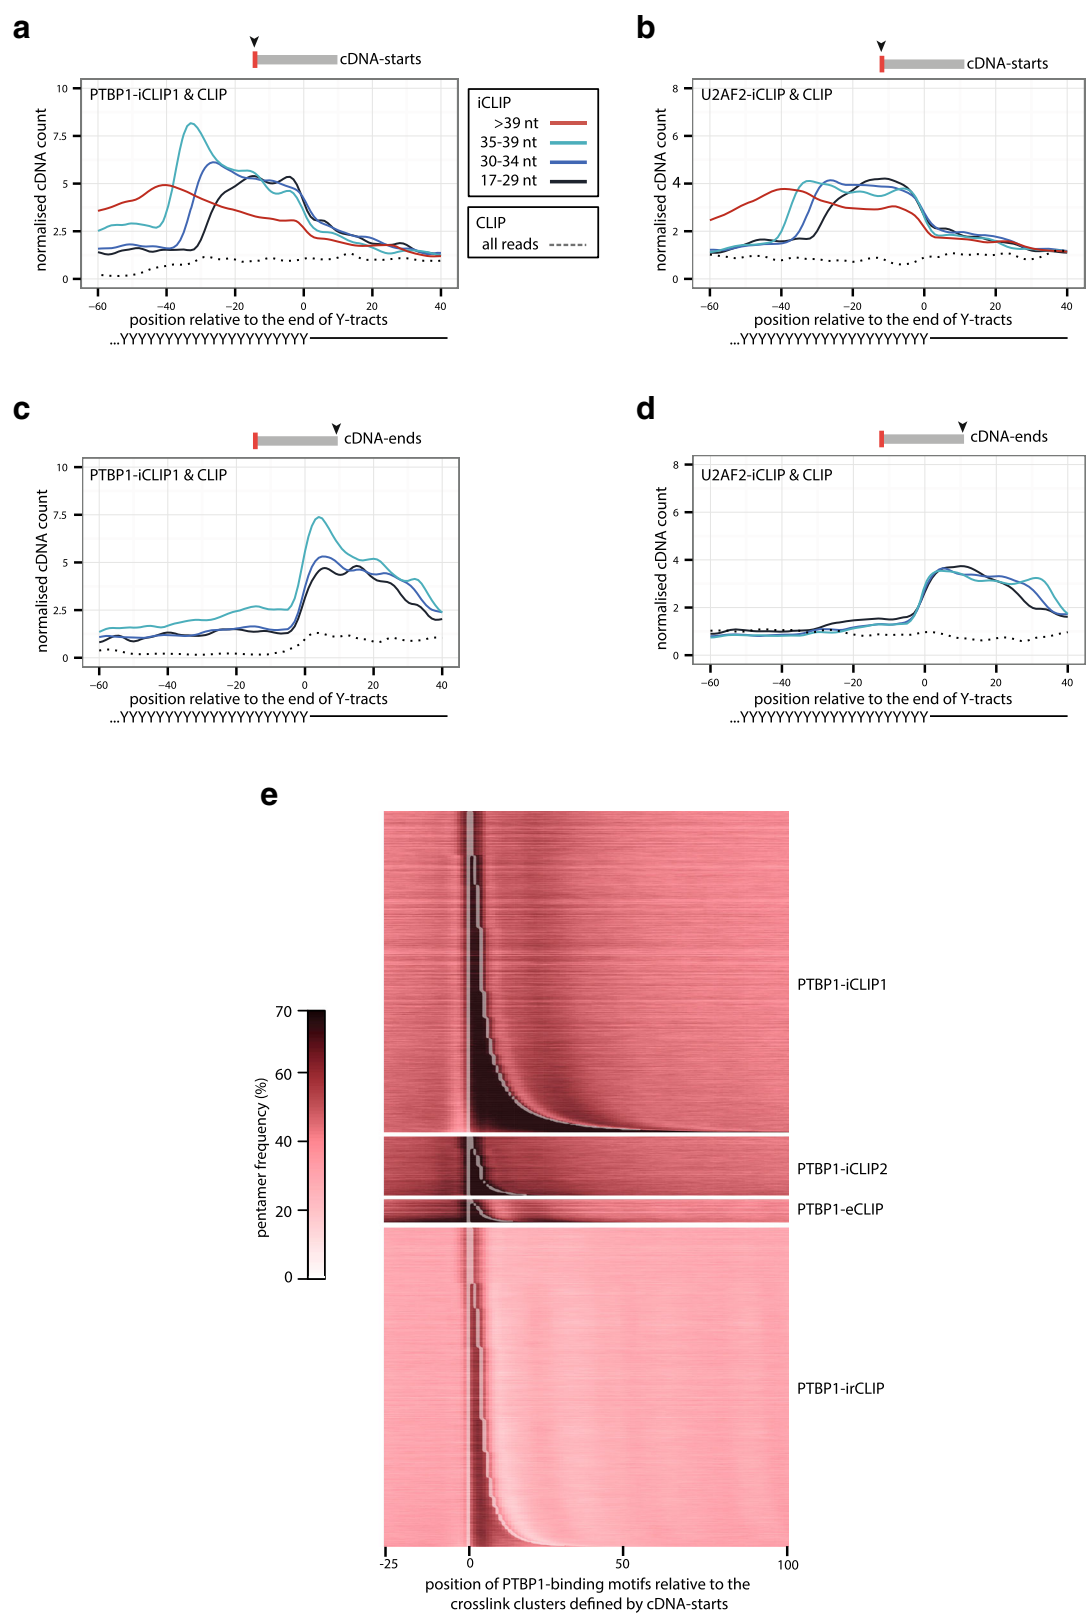 a
cDNA-starts
PTBP1-iCLIP1 & CLIP
normalised cDNA count
10
7.5
5
2.5
0
−60
−40
−20
0
20
40
position relative to the end of Y-tracts
...YYYYYYYYYYYYYYYYYYYYY
iCLIP
>39 nt
35-39 nt
30-34 nt
17-29 nt
CLIP
all reads
b
cDNA-starts
U2AF2-iCLIP & CLIP
normalised cDNA count
8
6
4
2
0
−60
−40
−20
0
20
40
position relative to the end of Y-tracts
...YYYYYYYYYYYYYYYYYYYYY
c
cDNA-ends
PTBP1-iCLIP1 & CLIP
normalised cDNA count
10
7.5
5
2.5
0
−60
−40
−20
0
20
40
position relative to the end of Y-tracts
...YYYYYYYYYYYYYYYYYYYYY
d
cDNA-ends
U2AF2-iCLIP & CLIP
normalised cDNA count
8
6
4
2
0
−60
−40
−20
0
20
40
position relative to the end of Y-tracts
...YYYYYYYYYYYYYYYYYYYYY
e
pentamer frequency (%)
70
60
40
20
0
PTBP1-iCLIP1
PTBP1-iCLIP2
PTBP1-eCLIP
PTBP1-irCLIP
-25
0
50
100
position of PTBP1-binding motifs relative to the
crosslink clusters defined by cDNA-starts